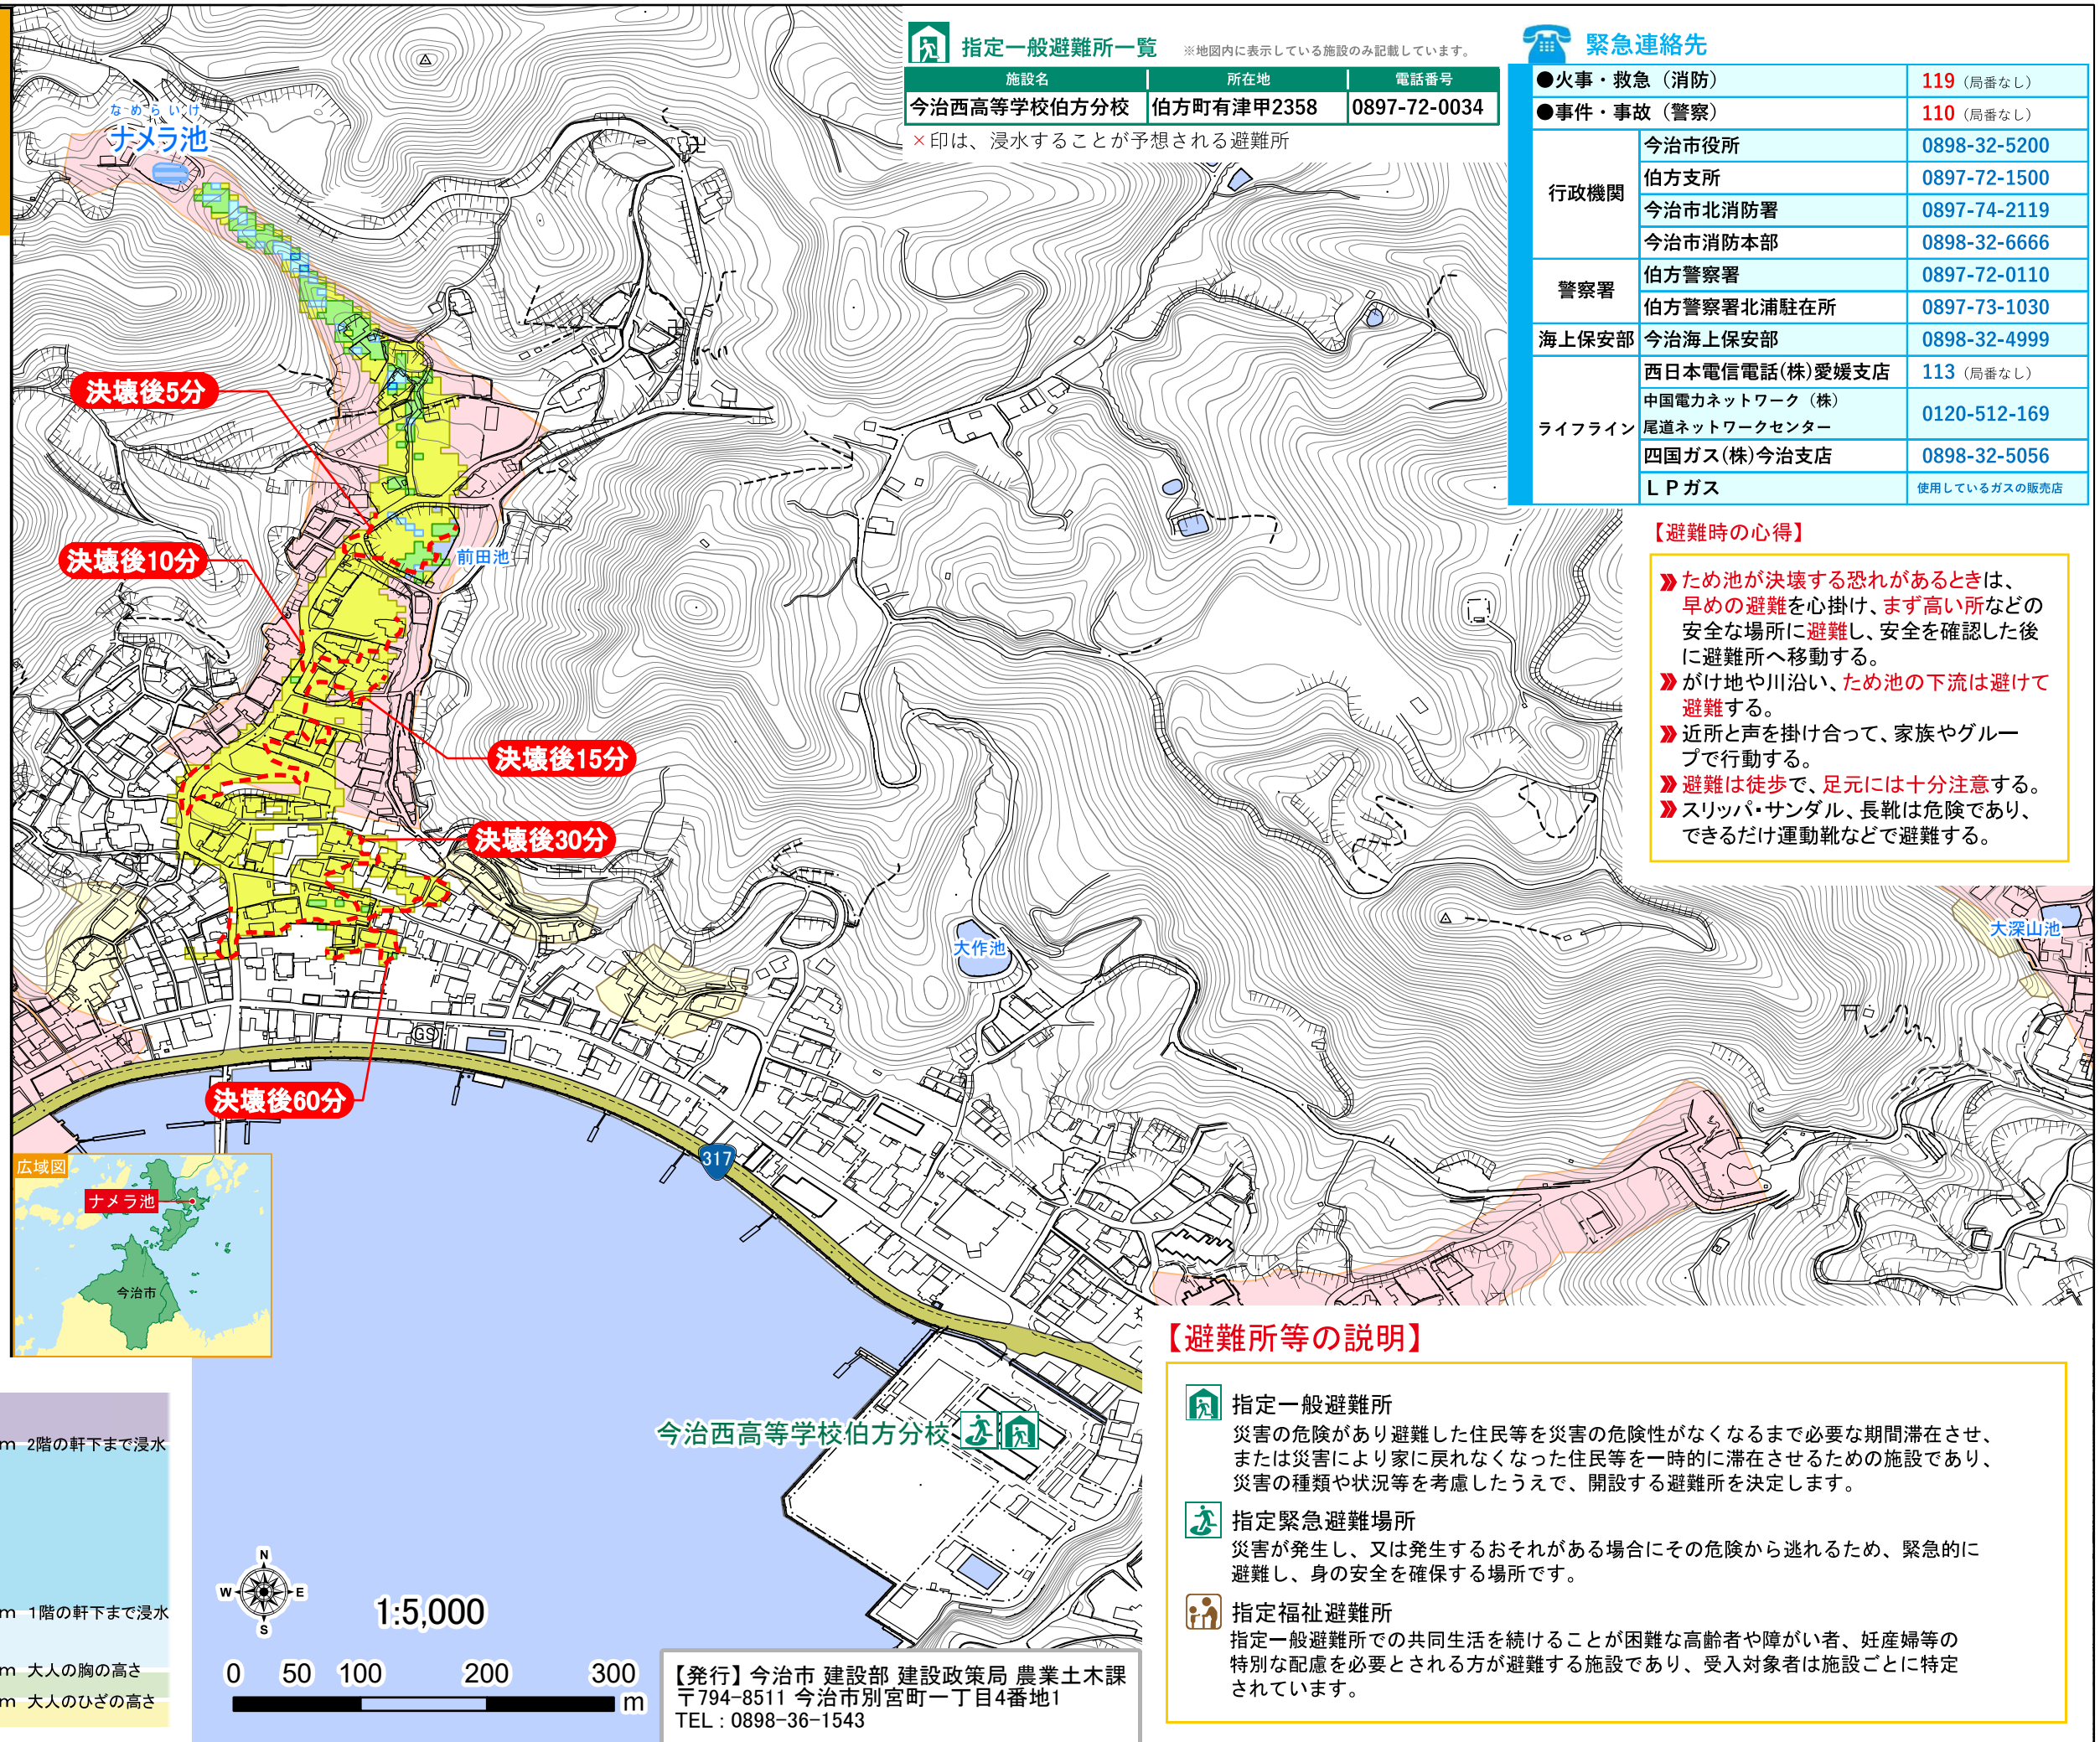 指定一般避難所一覧 ※地図内に表示している施設のみ記載しています。
施設名 所在地 電話番号
今治西高等学校伯方分校 伯方町有津甲2358 0897-72-0034
×印は、浸水することが予想される避難所
緊急連絡先
●火事・救急（消防） 119（局番なし）
●事件・事故（警察） 110（局番なし）
行政機関
今治市役所 0898-32-5200
伯方支所 0897-72-1500
今治市北消防署 0897-74-2119
今治市消防本部 0898-32-6666
警察署
伯方警察署 0897-72-0110
伯方警察署北浦駐在所 0897-73-1030
海上保安部 今治海上保安部 0898-32-4999
ライフライン
西日本電信電話(株)愛媛支店 113（局番なし）
中国電力ネットワーク（株）
尾道ネットワークセンター 0120-512-169
四国ガス(株)今治支店 0898-32-5056
ＬＰガス 使用しているガスの販売店
【避難時の心得】
ため池が決壊する恐れがあるときは、
早めの避難を心掛け、まず高い所などの
安全な場所に避難し、安全を確認した後
に避難所へ移動する。
がけ地や川沿い、ため池の下流は避けて
避難する。
近所と声を掛け合って、家族やグルー
プで行動する。
避難は徒歩で、足元には十分注意する。
スリッパ・サンダル、長靴は危険であり、
できるだけ運動靴などで避難する。
なめらいけ
ナメラ池
決壊後5分
決壊後10分
前田池
決壊後15分
決壊後30分
大作池
大深山池
GS
決壊後60分
317
広域図
ナメラ池
今治市
今治西高等学校伯方分校
m 2階の軒下まで浸水
m 1階の軒下まで浸水
m 大人の胸の高さ
m 大人のひざの高さ
N
W E
S
1:5,000
0 50 100 200 300
m
【発行】今治市 建設部 建設政策局 農業土木課
〒794-8511 今治市別宮町一丁目4番地1
TEL：0898-36-1543
【避難所等の説明】
指定一般避難所
災害の危険があり避難した住民等を災害の危険性がなくなるまで必要な期間滞在させ、
または災害により家に戻れなくなった住民等を一時的に滞在させるための施設であり、
災害の種類や状況等を考慮したうえで、開設する避難所を決定します。
指定緊急避難場所
災害が発生し、又は発生するおそれがある場合にその危険から逃れるため、緊急的に
避難し、身の安全を確保する場所です。
指定福祉避難所
指定一般避難所での共同生活を続けることが困難な高齢者や障がい者、妊産婦等の
特別な配慮を必要とされる方が避難する施設であり、受入対象者は施設ごとに特定
されています。